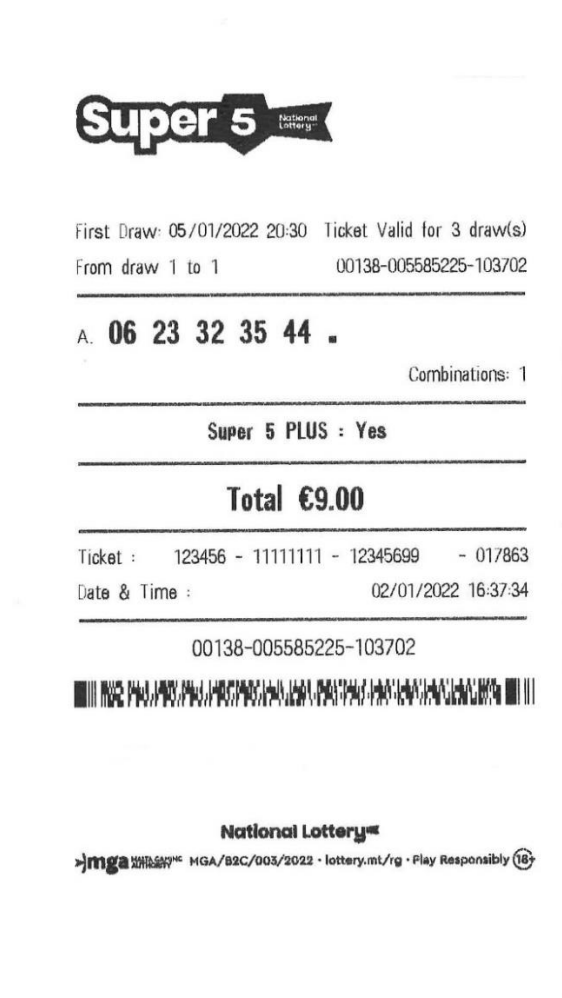 Super 5 National Lottery
First Draw: 05/01/2022 20:30 Ticket Valid for 3 draw(s)
From draw 1 to 1 00138-005585225-103702
A. 06 23 32 35 44 .
Combinations: 1
Super 5 PLUS : Yes
Total €9.00
Ticket : 123456 - 11111111 - 12345699 - 017863
Date & Time : 02/01/2022 16:37:34
00138-005585225-103702
National Lottery
mga MALTA GAMING AUTHORITY MGA/B2C/003/2022 · lottery.mt/rg · Play Responsibly 18+